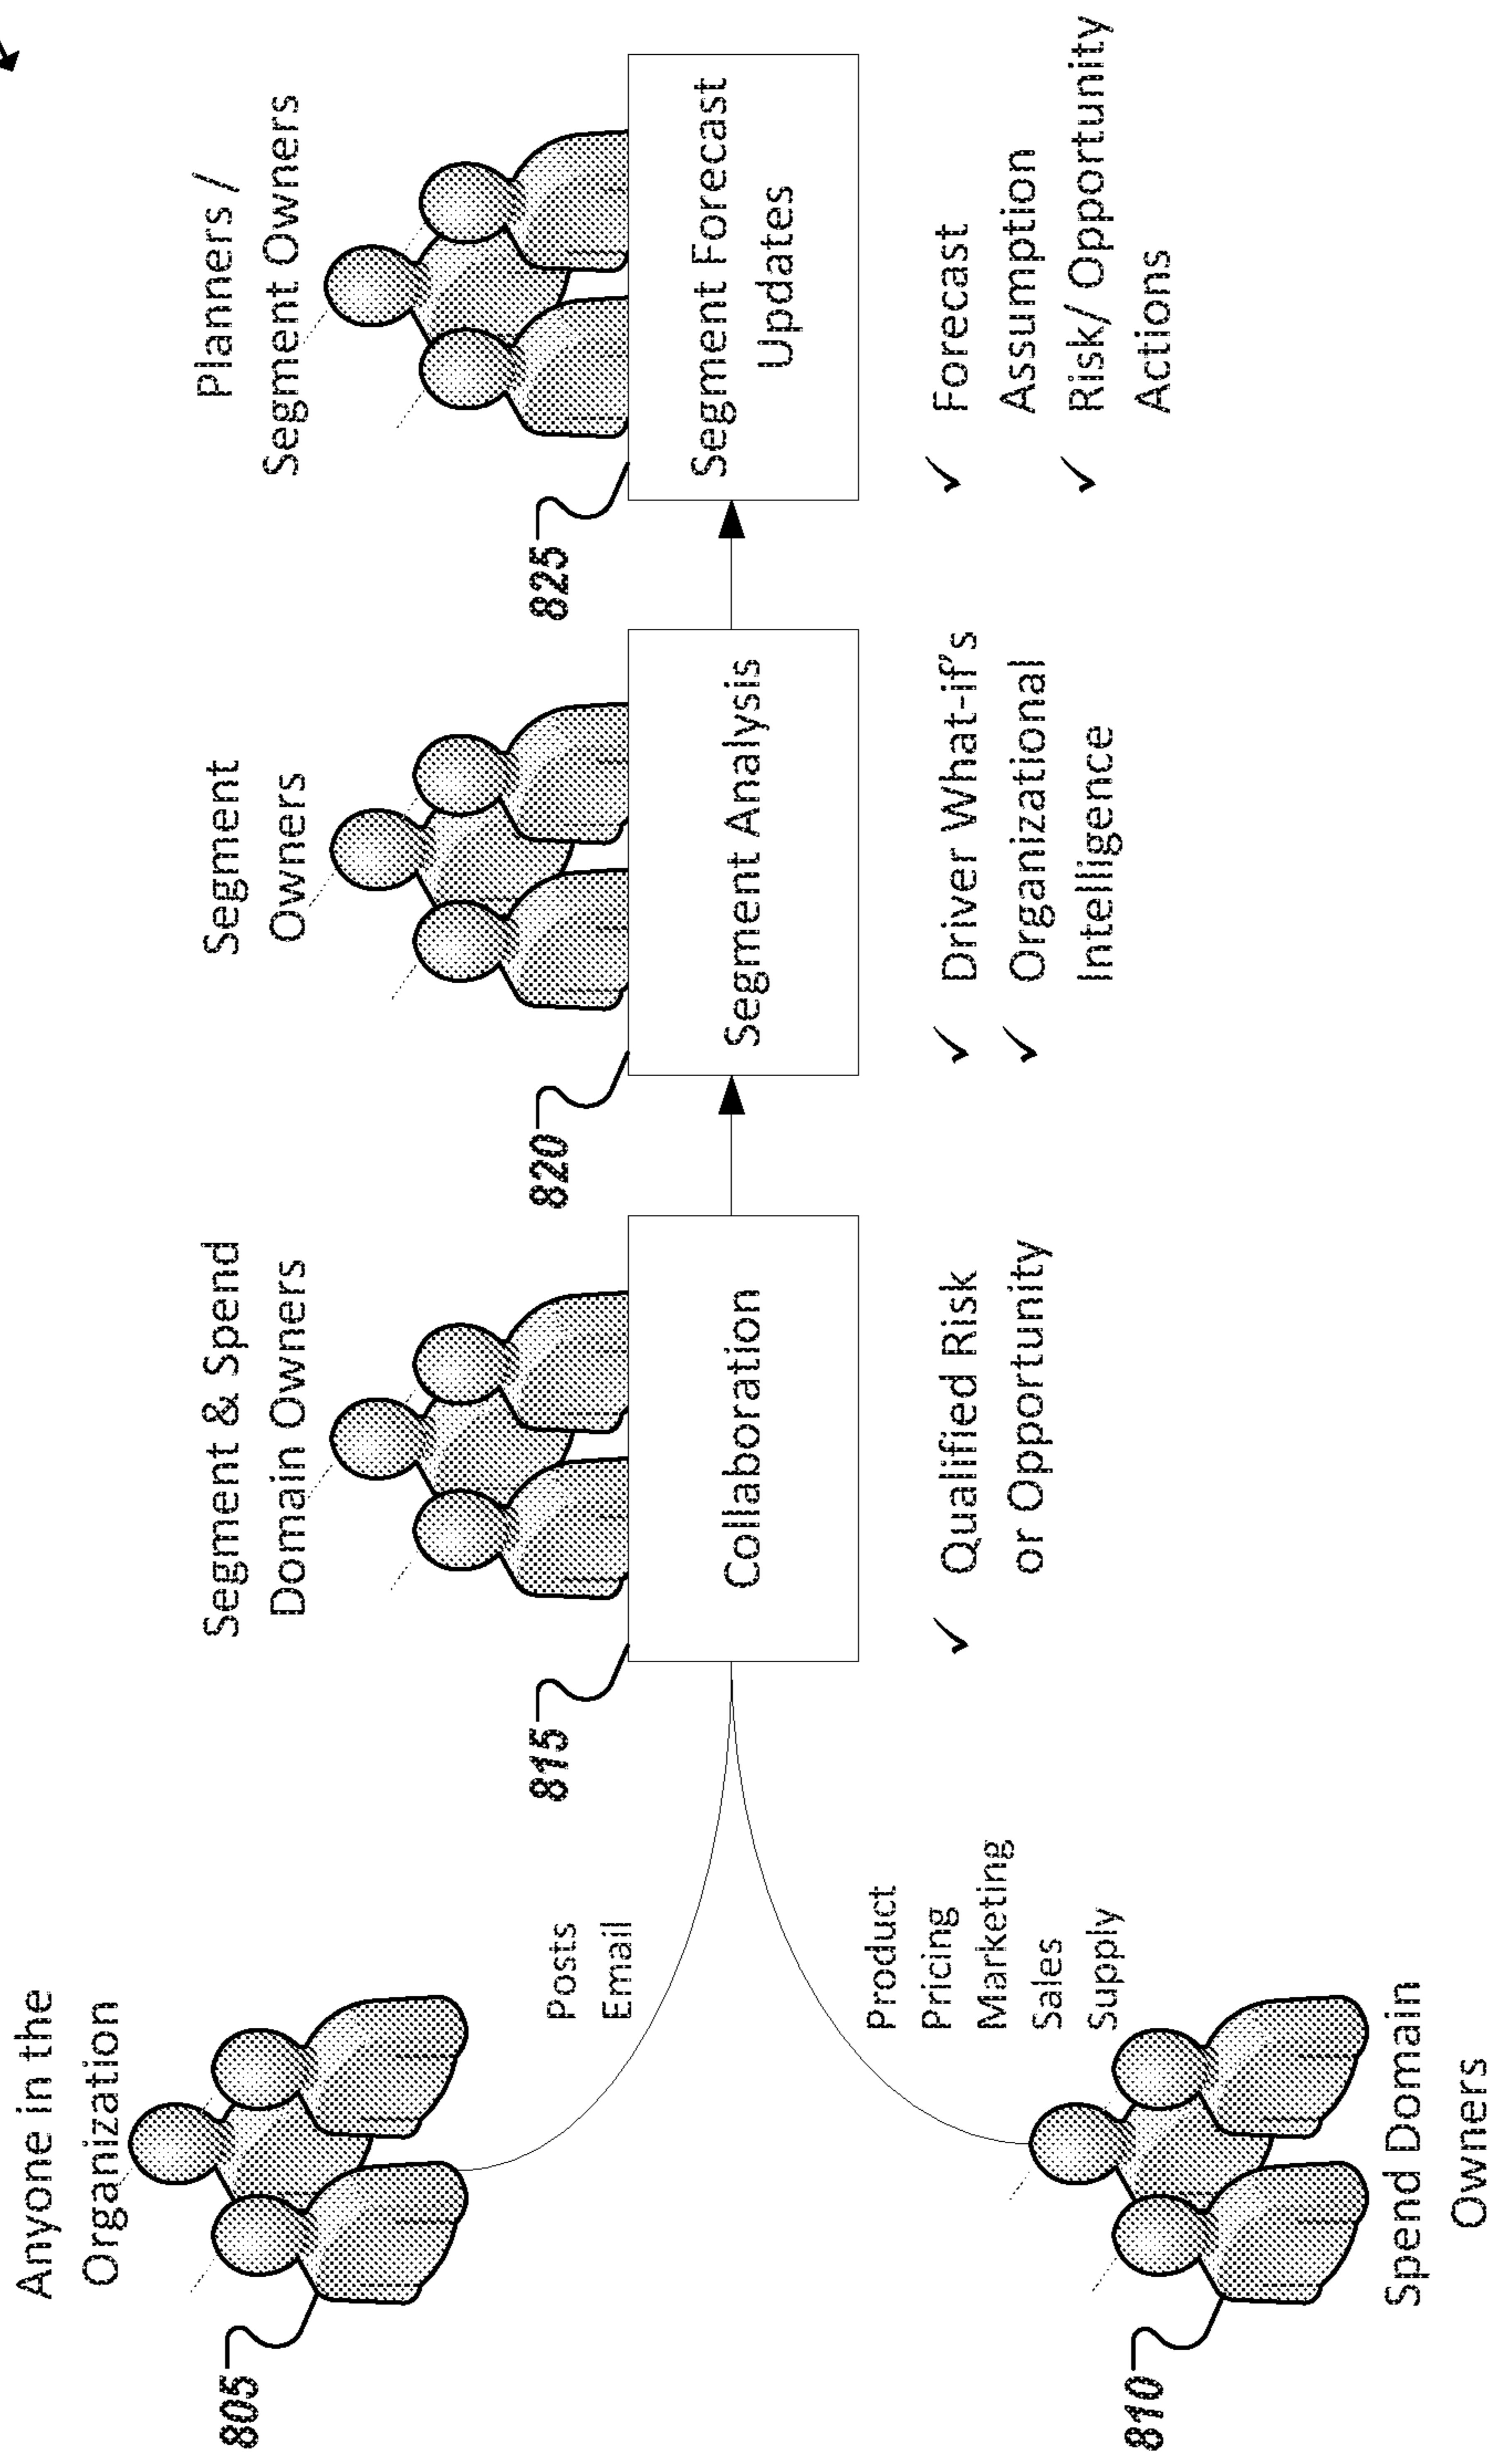 Anyone in the
Organization
805
Posts
Email
Product
Pricing
Marketing
Sales
Supply
810
Spend Domain
Owners
Segment & Spend
Domain Owners
815
Collaboration
✓ Qualified Risk
or Opportunity
Segment
Owners
820
Segment Analysis
✓ Driver What-if's
✓ Organizational
Intelligence
Planners /
Segment Owners
825
Segment Forecast
Updates
✓ Forecast
Assumption
✓ Risk/ Opportunity
Actions